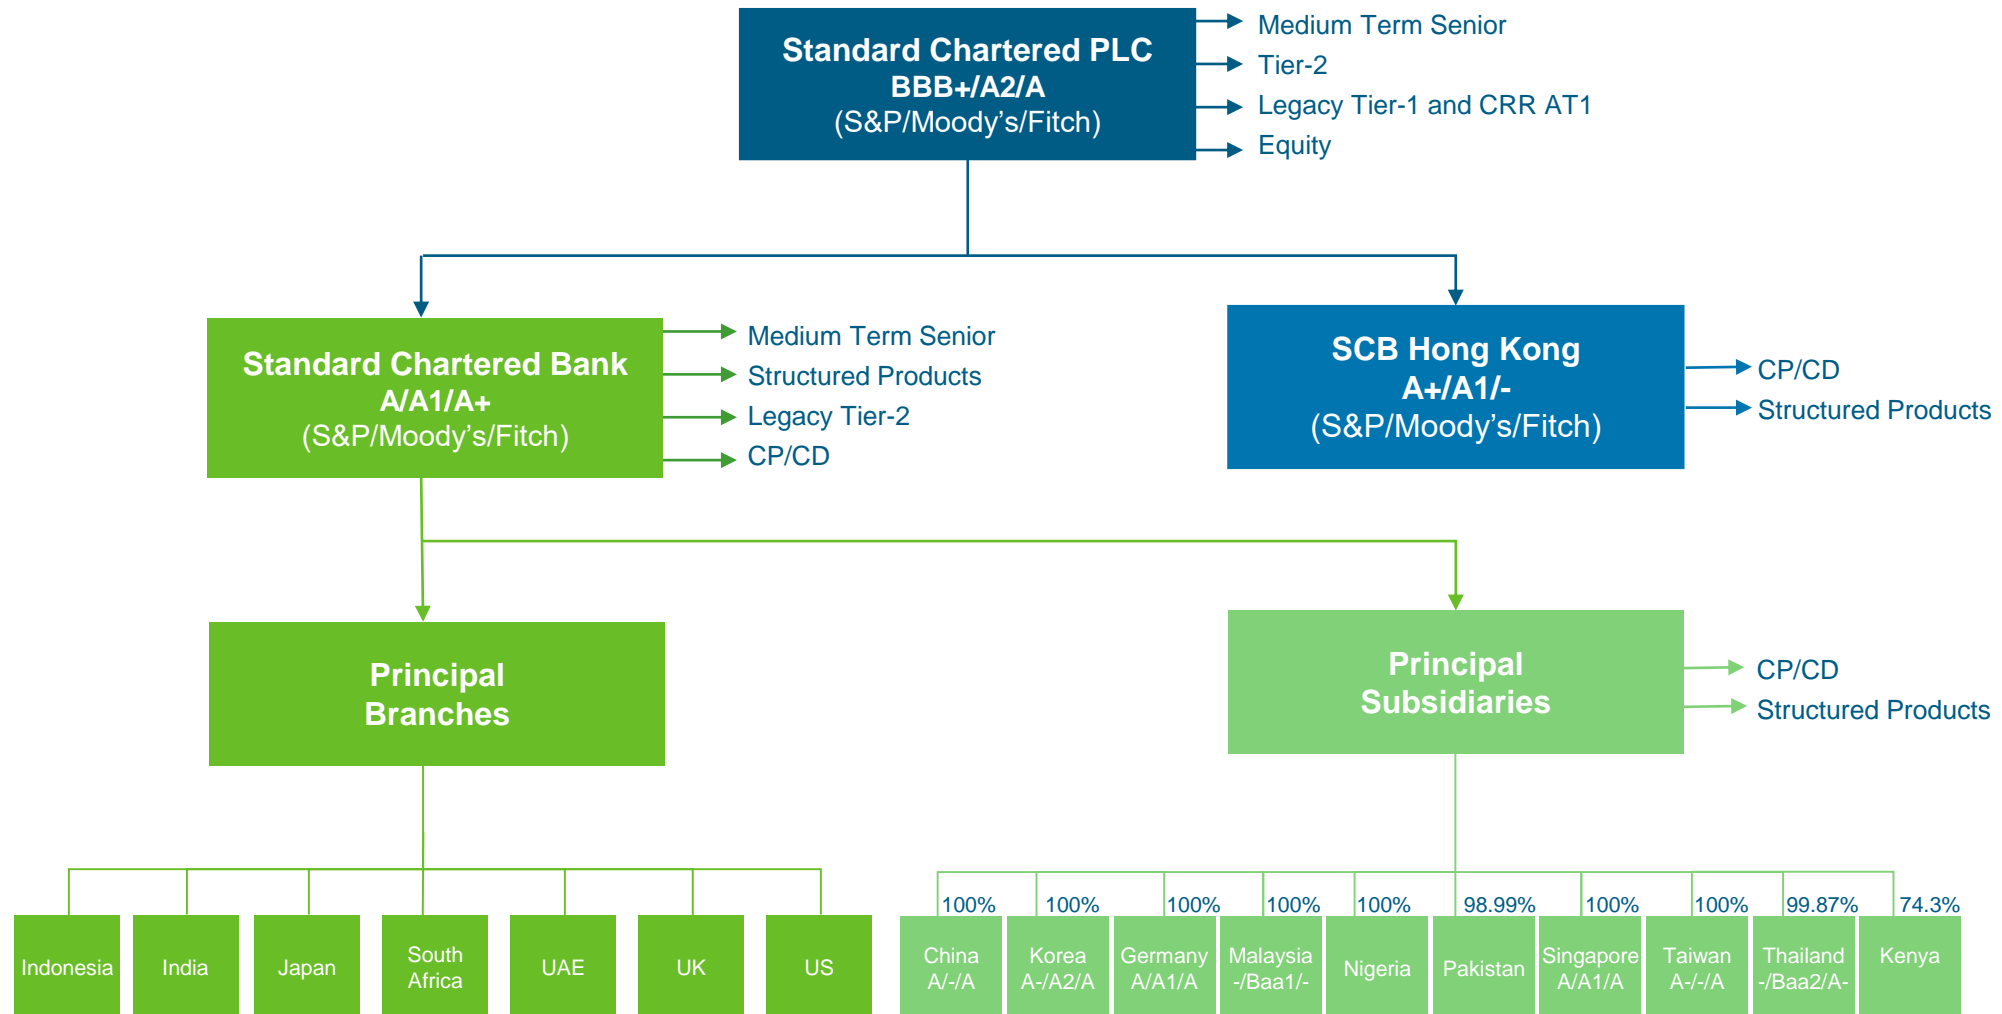 Standard Chartered PLC
BBB+/A2/A
(S&P/Moody's/Fitch)
Medium Term Senior
Tier-2
Legacy Tier-1 and CRR AT1
Equity
Standard Chartered Bank
A/A1/A+
(S&P/Moody's/Fitch)
Medium Term Senior
Structured Products
Legacy Tier-2
CP/CD
SCB Hong Kong
A+/A1/-
(S&P/Moody's/Fitch)
CP/CD
Structured Products
Principal
Branches
Principal
Subsidiaries
CP/CD
Structured Products
Indonesia
India
Japan
South
Africa
UAE
UK
US
100%
China
A/-/A
100%
Korea
A-/A2/A
100%
Germany
A/A1/A
100%
Malaysia
-/Baa1/-
100%
Nigeria
98.99%
Pakistan
100%
Singapore
A/A1/A
100%
Taiwan
A-/-/A
99.87%
Thailand
-/Baa2/A-
74.3%
Kenya